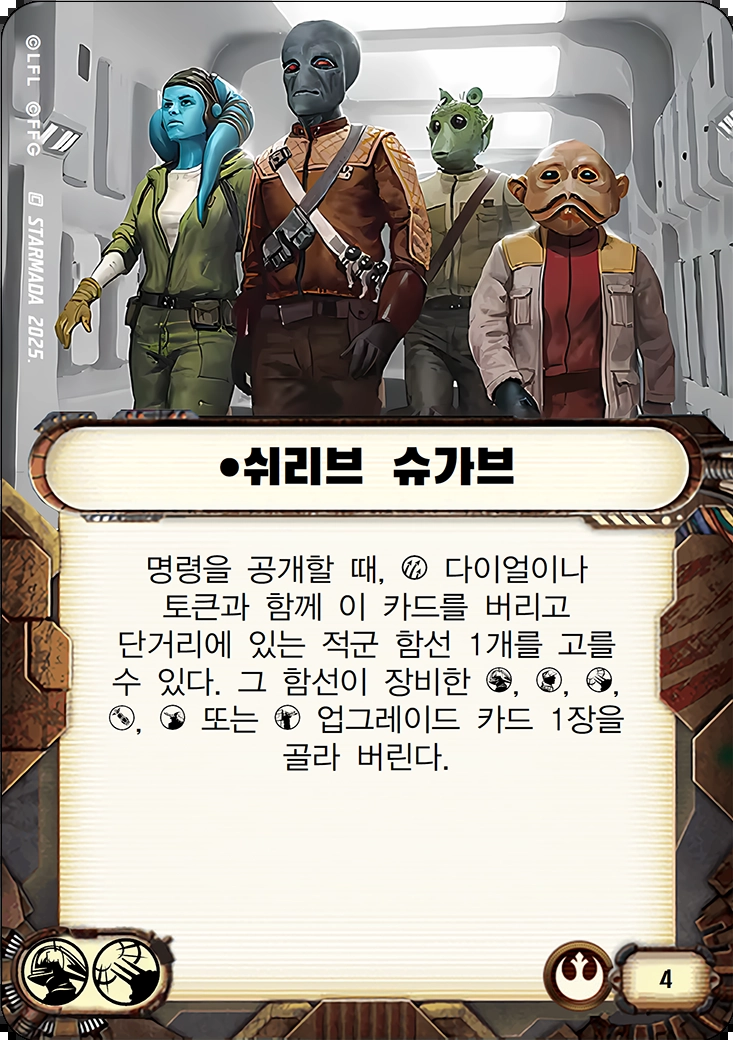 ©LFL ©FFG © STARMADA 2025.
•쉬리브 슈가브
명령을 공개할 때, 다이얼이나
토큰과 함께 이 카드를 버리고
단거리에 있는 적군 함선 1개를 고를
수 있다. 그 함선이 장비한 , , ,
, 또는 업그레이드 카드 1장을
골라 버린다.
4